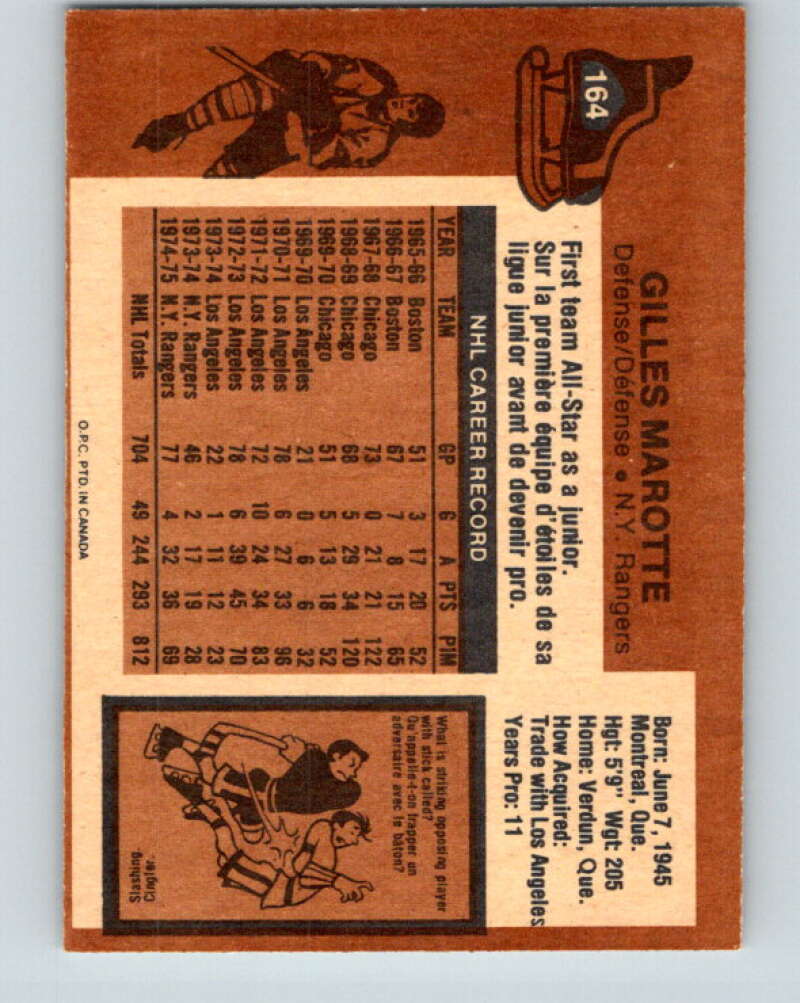 164
GILLES MAROTTE
Defense/Défense • N.Y. Rangers
Born: June 7, 1945
Montreal, Que.
Hgt: 5'9" Wgt: 205
Home: Verdun, Que.
How Acquired:
Trade with Los Angeles
Years Pro: 11
First team All-Star as a junior.
Sur la première équipe d'étoiles de sa
ligue junior avant de devenir pro.
NHL CAREER RECORD
YEAR TEAM GP G A PTS PIM
1965-66 Boston 51 3 17 20 52
1966-67 Boston 67 7 8 15 65
1967-68 Chicago 73 0 21 21 122
1968-69 Chicago 68 5 29 34 120
1969-70 Chicago 51 5 13 18 52
1969-70 Los Angeles 21 0 6 6 32
1970-71 Los Angeles 78 6 27 33 96
1971-72 Los Angeles 72 10 24 34 83
1972-73 Los Angeles 78 6 39 45 70
1973-74 Los Angeles 22 1 11 12 23
1973-74 N.Y. Rangers 46 2 17 19 28
1974-75 N.Y. Rangers 77 4 32 36 69
NHL Totals 704 49 244 293 812
What is striking opposing player
with stick called?
Qu'appelle-t-on frapper un
adversaire avec le bâton?
Slashing.
Cingler.
O.P.C. PTD. IN CANADA